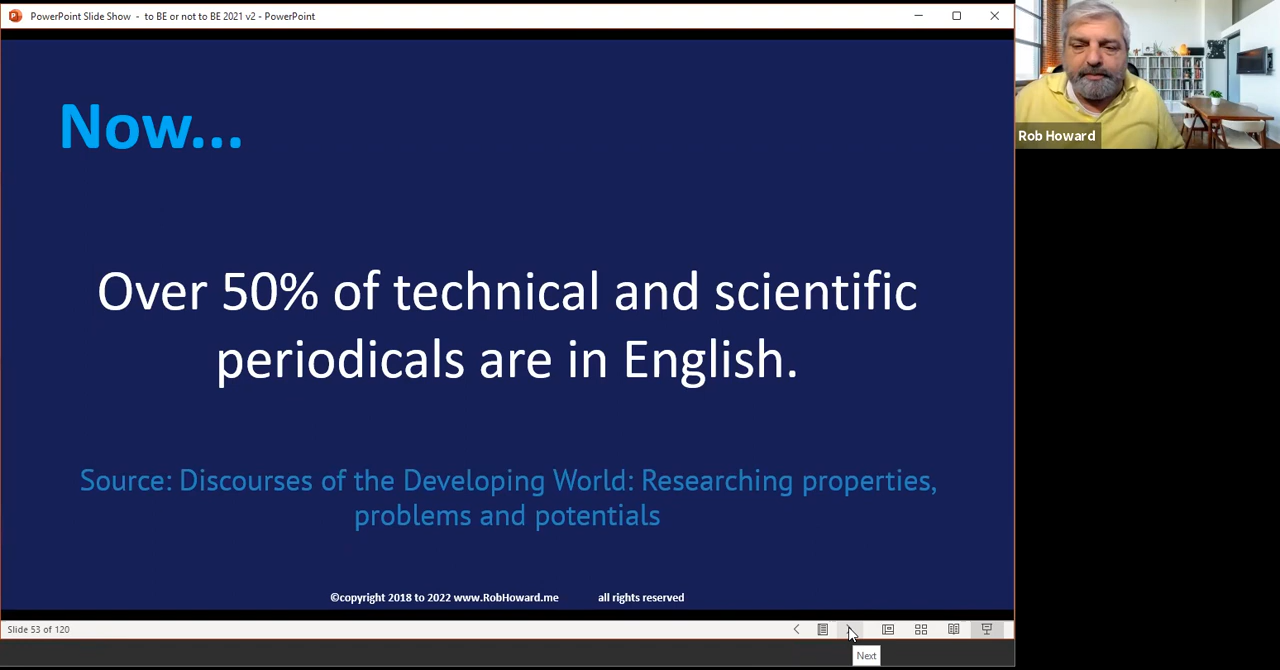 PowerPoint Slide Show - to BE or not to BE 2021 v2 - PowerPoint
Now...
Over 50% of technical and scientific
periodicals are in English.
Source: Discourses of the Developing World: Researching properties,
problems and potentials
©copyright 2018 to 2022 www.RobHoward.me all rights reserved
Slide 53 of 120
Next
Rob Howard